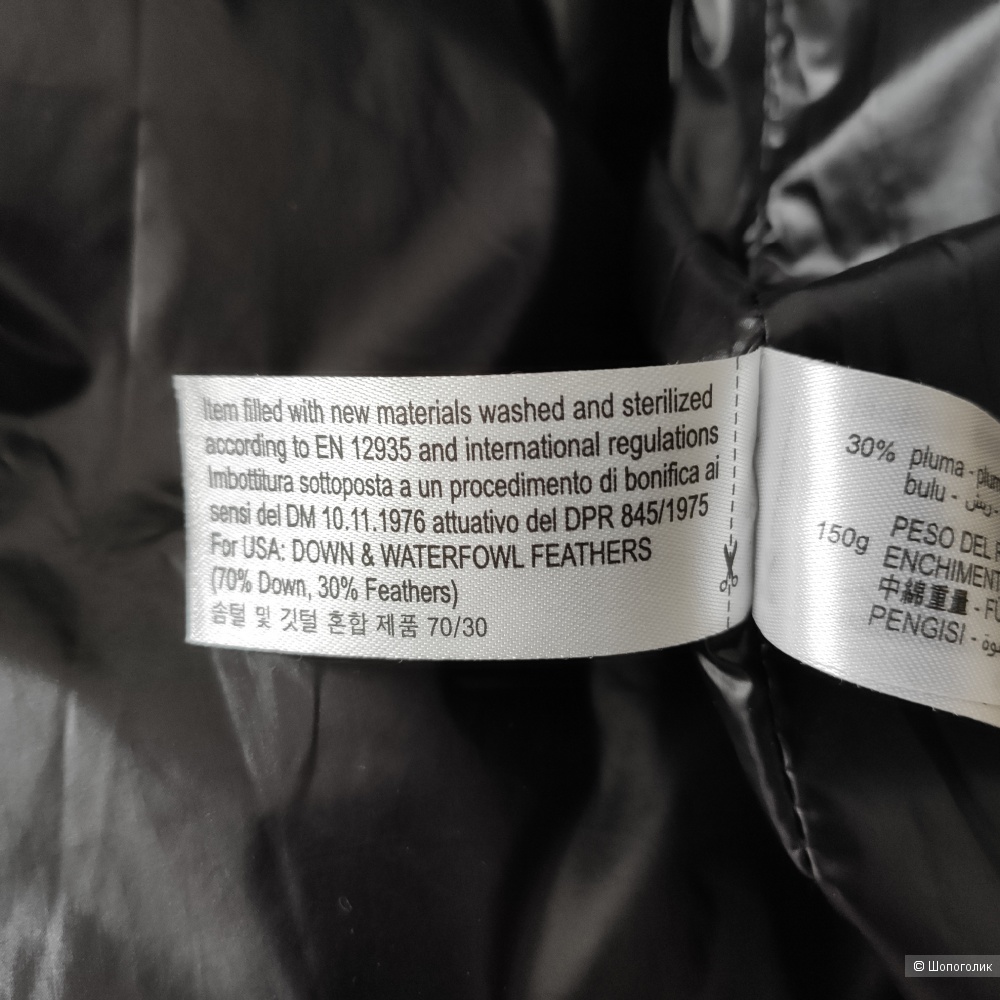 Item filled with new materials washed and sterilized
according to EN 12935 and international regulations
Imbottitura sottoposta a un procedimento di bonifica ai
sensi del DM 10.11.1976 attuativo del DPR 845/1975
For USA: DOWN & WATERFOWL FEATHERS
(70% Down, 30% Feathers)
솜털 및 깃털 혼합 제품 70/30
30% pluma -
bulu - ريش
150g PESO DEL
ENCHIMENT
中綿重量 - FU
PENGISI -
© Шопоголик